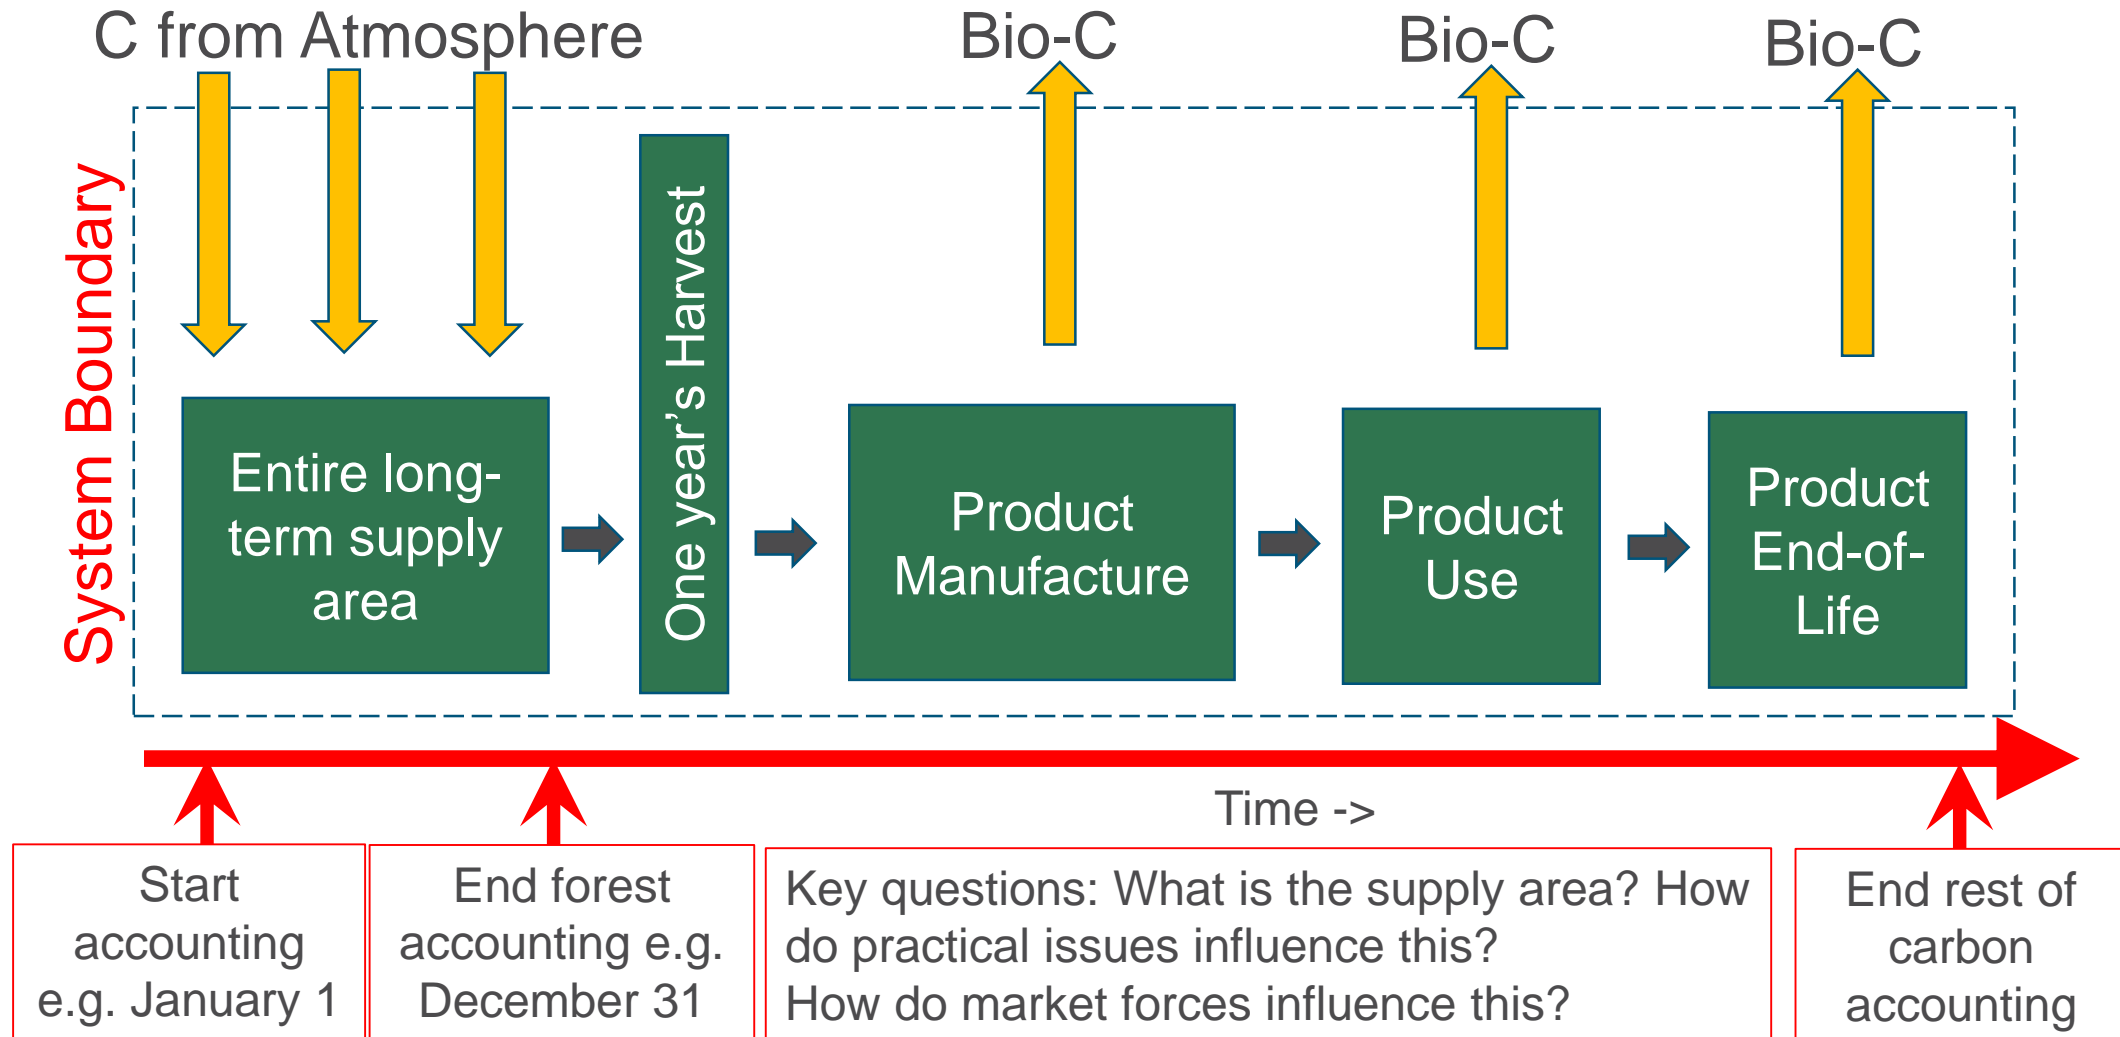 C from Atmosphere
Bio-C
Bio-C
Bio-C
System Boundary
Entire long-
term supply
area
One year’s Harvest
Product
Manufacture
Product
Use
Product
End-of-
Life
Time ->
Start
accounting
e.g. January 1
End forest
accounting e.g.
December 31
Key questions: What is the supply area? How
do practical issues influence this?
How do market forces influence this?
End rest of
carbon
accounting